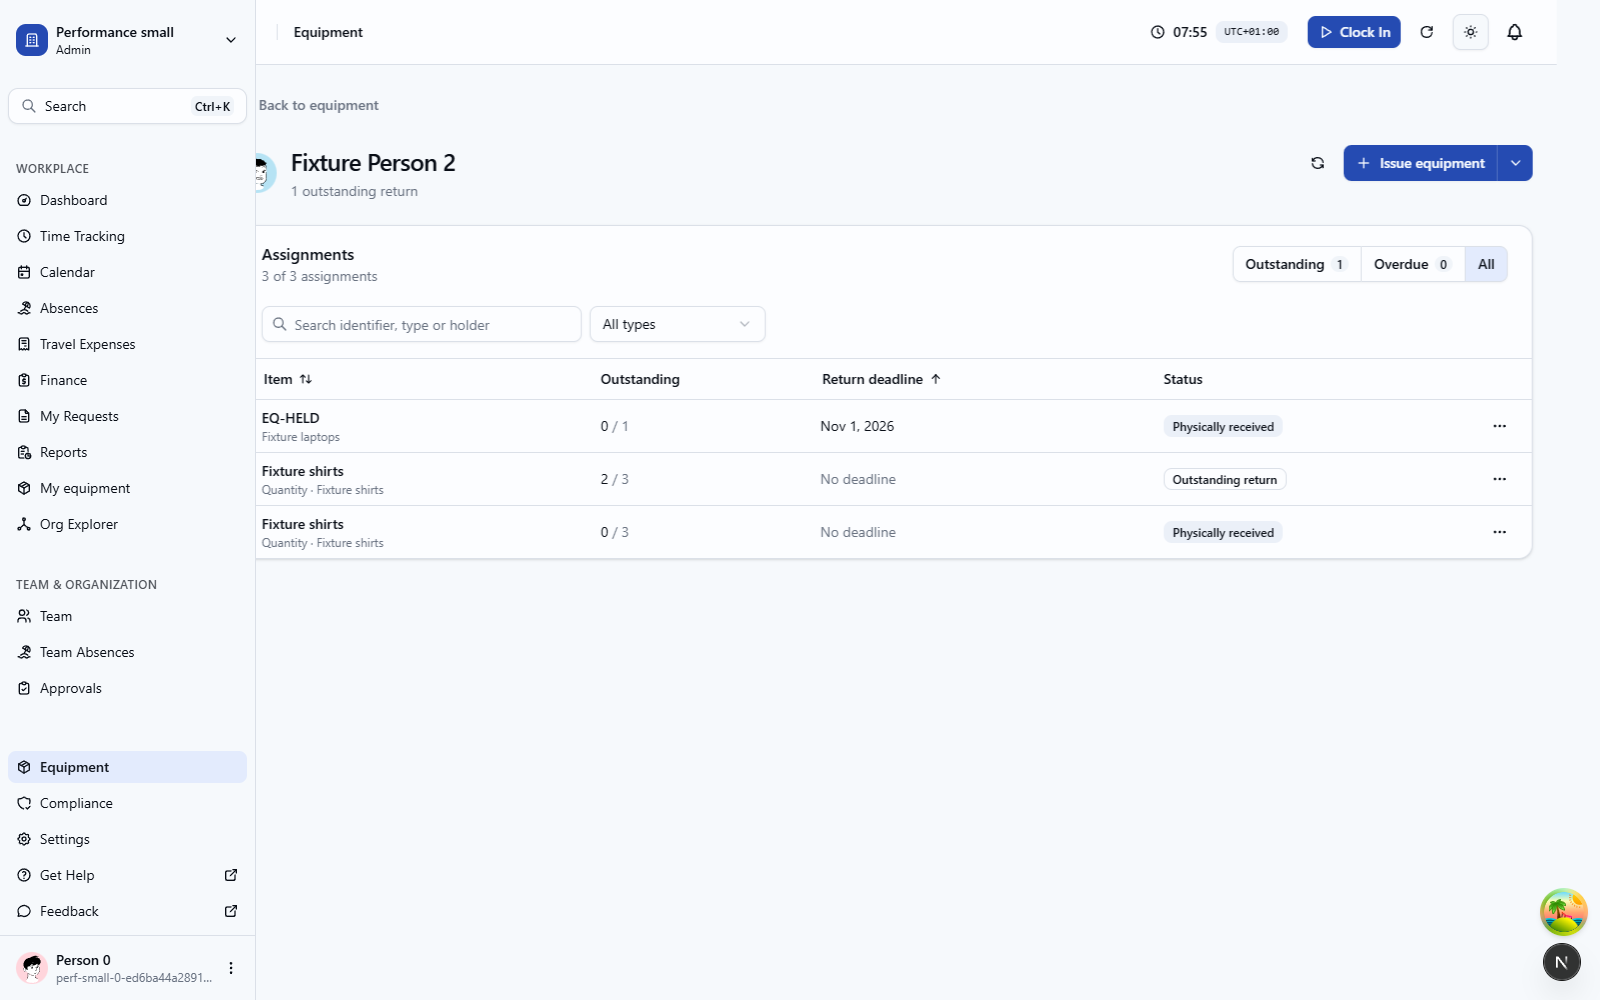 Performance small
Admin
Search Ctrl+K
WORKPLACE
Dashboard
Time Tracking
Calendar
Absences
Travel Expenses
Finance
My Requests
Reports
My equipment
Org Explorer
TEAM & ORGANIZATION
Team
Team Absences
Approvals
Equipment
Compliance
Settings
Get Help
Feedback
Person 0
perf-small-0-ed6ba44a2891...
Equipment
07:55 UTC+01:00 Clock In
Back to equipment
Fixture Person 2
1 outstanding return
Issue equipment
Assignments
3 of 3 assignments
Outstanding 1 Overdue 0 All
Search identifier, type or holder All types
Item Outstanding Return deadline Status
EQ-HELD
Fixture laptops
0 / 1 Nov 1, 2026 Physically received
Fixture shirts
Quantity · Fixture shirts
2 / 3 No deadline Outstanding return
Fixture shirts
Quantity · Fixture shirts
0 / 3 No deadline Physically received
N